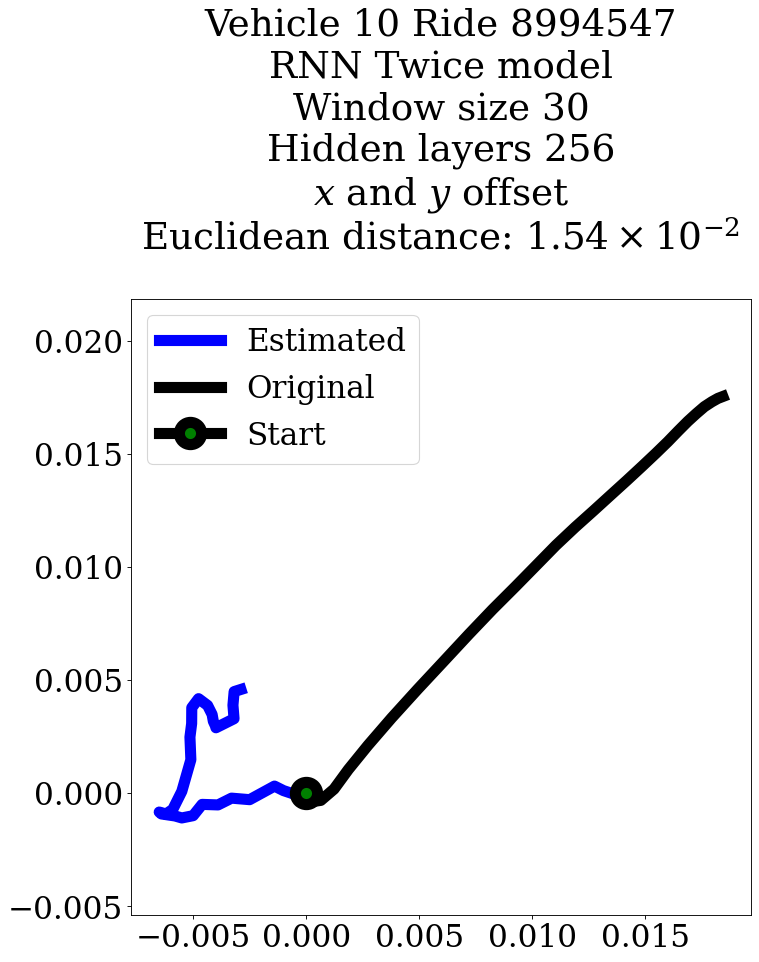 Vehicle 10 Ride 8994547
RNN Twice model
Window size 30
Hidden layers 256
x and y offset
Euclidean distance: 1.54 × 10⁻²
Estimated
Original
Start
0.020
0.015
0.010
0.005
0.000
−0.005
−0.005 0.000 0.005 0.010 0.015